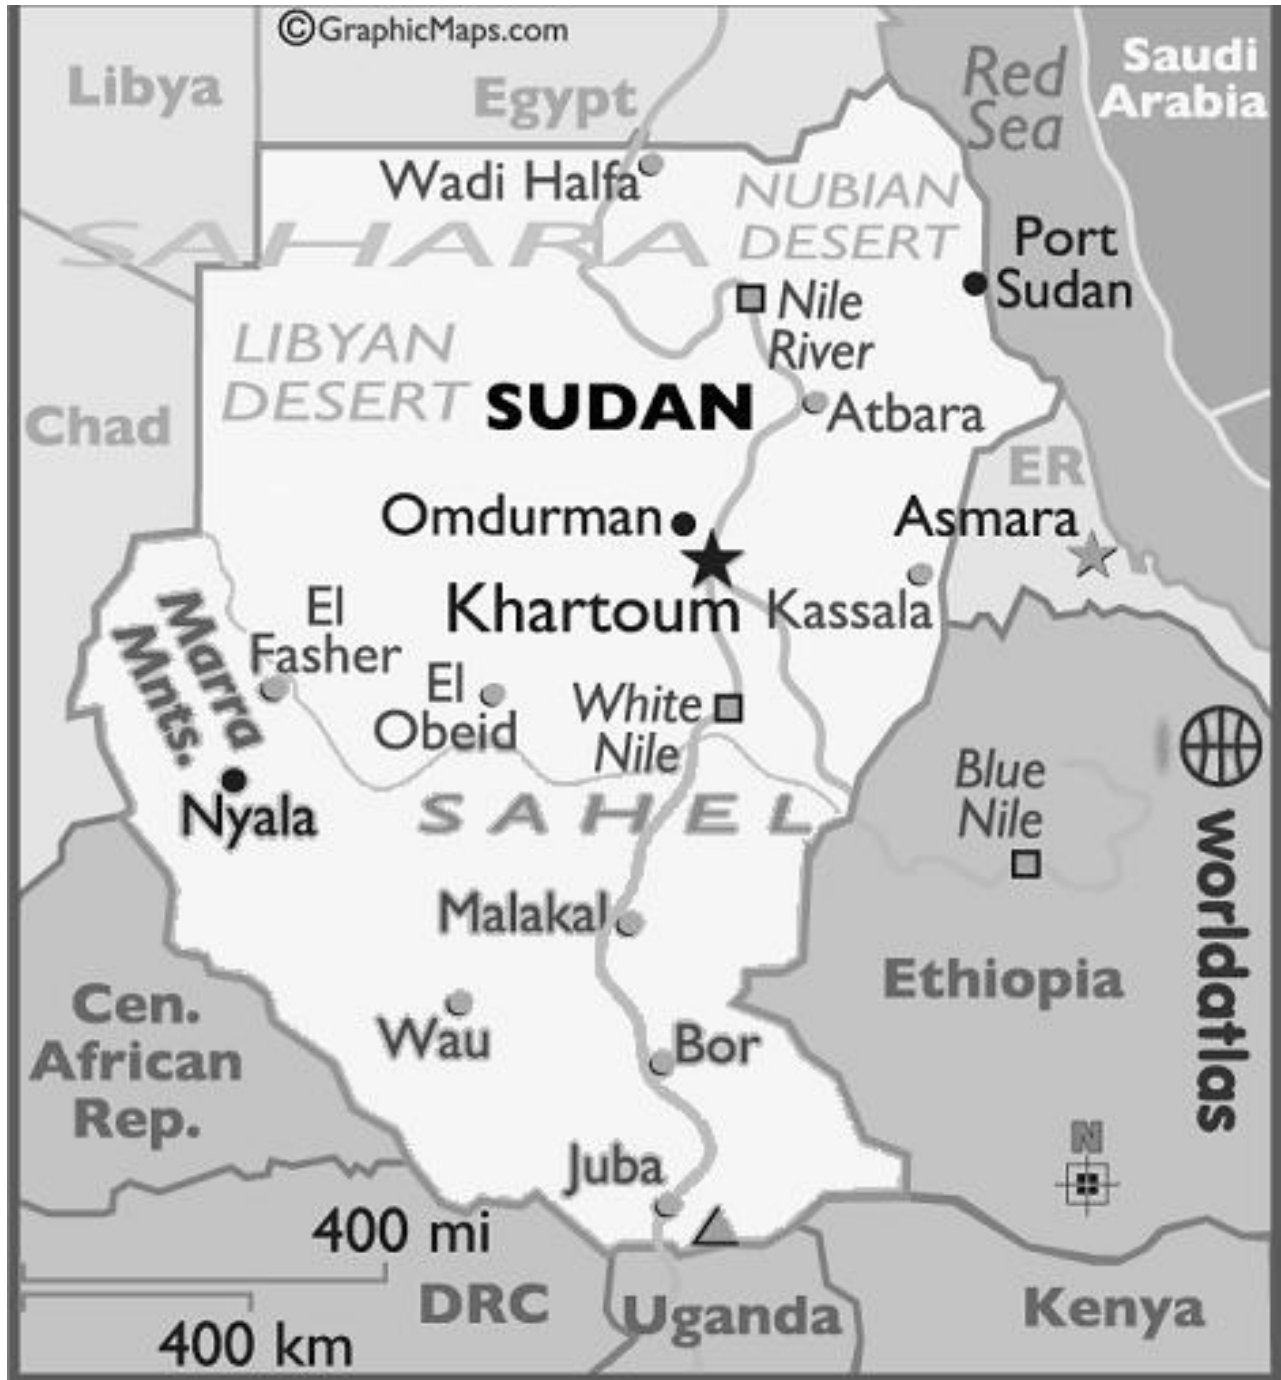 ©GraphicMaps.com
Libya
Egypt
Red
Sea
Saudi
Arabia
Wadi Halfa
NUBIAN
DESERT
SAHARA
Port
Sudan
Nile
River
LIBYAN
DESERT
SUDAN
Atbara
Chad
ER
Omdurman
Asmara
Khartoum
Kassala
Marra
Mnts.
El
Fasher
El
Obeid
White
Nile
Blue
Nile
Nyala
SAHEL
worldatlas
Malakal
Ethiopia
Cen.
African
Rep.
Wau
Bor
N
Juba
400 mi
DRC
Uganda
Kenya
400 km